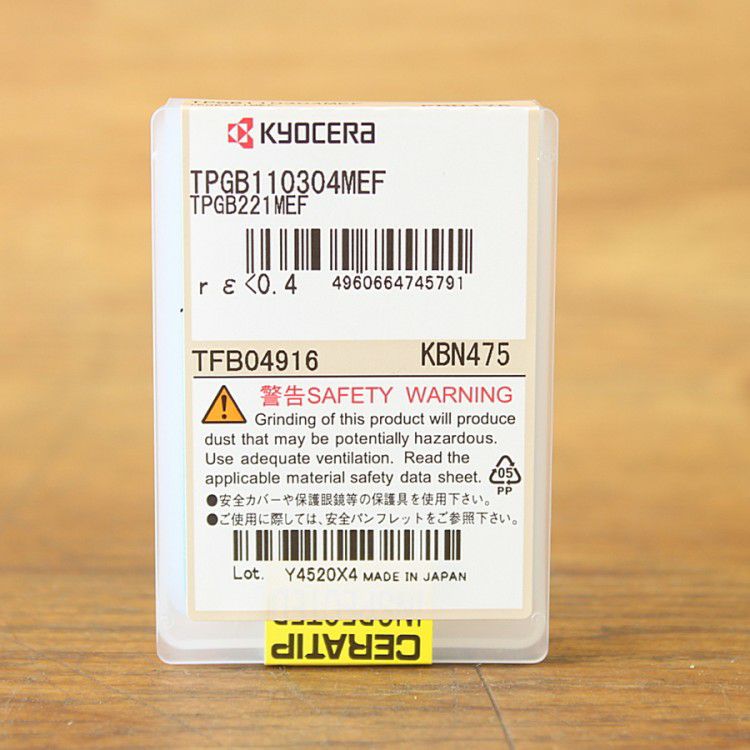 TPGB110304MEF
KYOCERA
TPGB110304MEF
TPGB221MEF
rε<0.4
4960664745791
TFB04916 KBN475
警告SAFETY WARNING
Grinding of this product will produce
dust that may be potentially hazardous.
Use adequate ventilation. Read the
applicable material safety data sheet.
05
PP
●安全カバーや保護眼鏡等の保護具を使用下さい。
●ご使用に際しては、安全パンフレットをご参照下さい。
Lot. Y4520X4 MADE IN JAPAN
INSPECTED
CERATIP